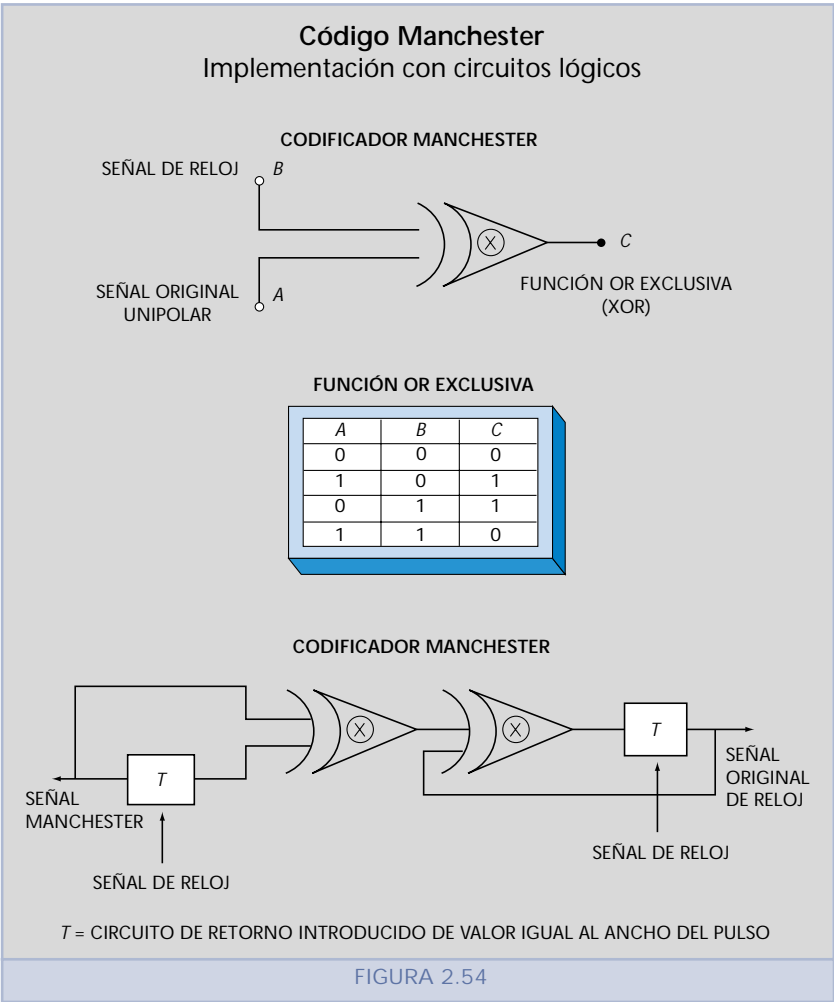 Código Manchester
Implementación con circuitos lógicos
CODIFICADOR MANCHESTER
SEÑAL DE RELOJ B
X
C
SEÑAL ORIGINAL
UNIPOLAR
A
FUNCIÓN OR EXCLUSIVA
(XOR)
FUNCIÓN OR EXCLUSIVA
A B C
0 0 0
1 0 1
0 1 1
1 1 0
CODIFICADOR MANCHESTER
X
X
T
T
SEÑAL
MANCHESTER
SEÑAL
ORIGINAL
DE RELOJ
SEÑAL DE RELOJ
SEÑAL DE RELOJ
T = CIRCUITO DE RETORNO INTRODUCIDO DE VALOR IGUAL AL ANCHO DEL PULSO
FIGURA 2.54